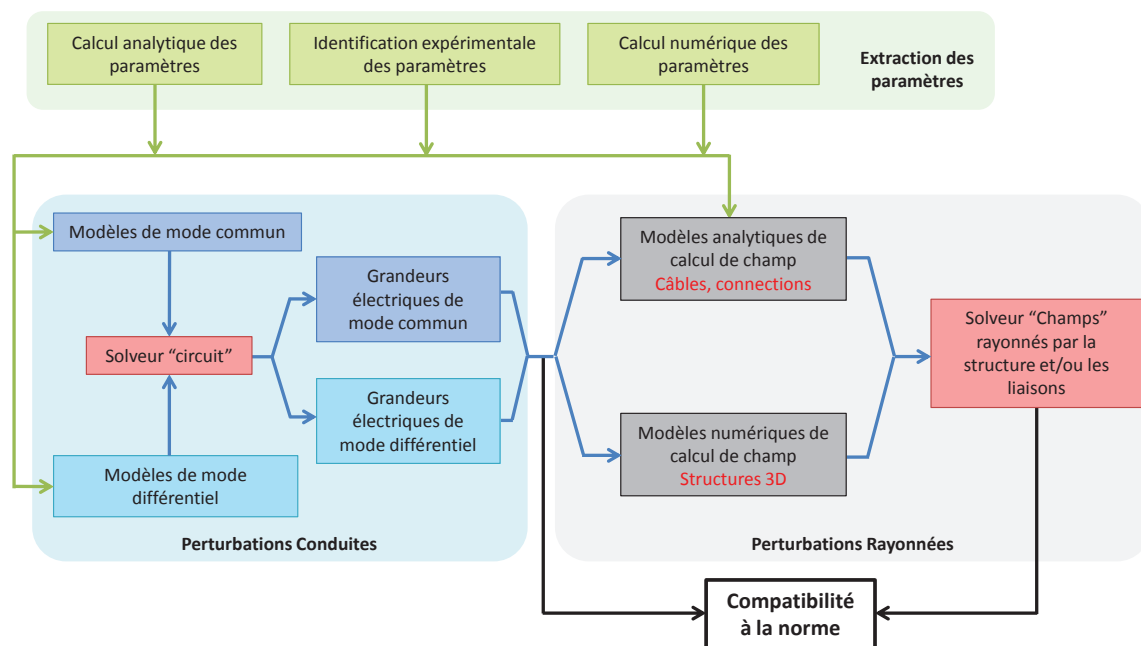 Calcul analytique des
paramètres
Identification expérimentale
des paramètres
Calcul numérique des
paramètres
Extraction des
paramètres
Modèles de mode commun
Grandeurs
électriques de
mode commun
Solveur “circuit”
Grandeurs
électriques de
mode différentiel
Modèles de mode
différentiel
Perturbations Conduites
Modèles analytiques de
calcul de champ
Câbles, connections
Solveur “Champs”
rayonnés par la
structure et/ou les
liaisons
Modèles numériques de
calcul de champ
Structures 3D
Perturbations Rayonnées
Compatibilité
à la norme